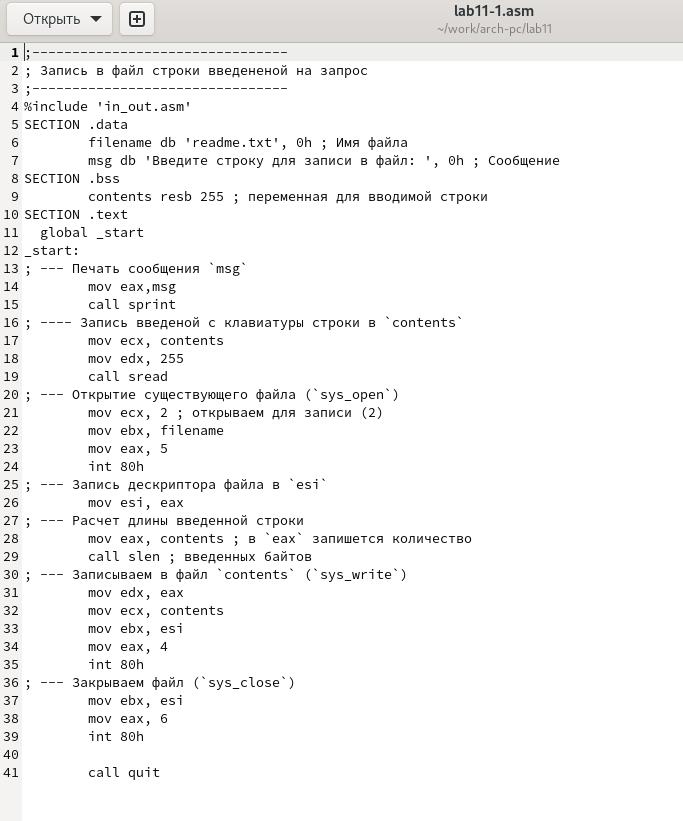 Открыть
lab11-1.asm
~/work/arch-pc/lab11
1 ;--------------------------------
2 ; Запись в файл строки введененой на запрос
3 ;--------------------------------
4 %include 'in_out.asm'
5 SECTION .data
6 filename db 'readme.txt', 0h ; Имя файла
7 msg db 'Введите строку для записи в файл: ', 0h ; Сообщение
8 SECTION .bss
9 contents resb 255 ; переменная для вводимой строки
10 SECTION .text
11 global _start
12 _start:
13 ; --- Печать сообщения `msg`
14 mov eax,msg
15 call sprint
16 ; ---- Запись введеной с клавиатуры строки в `contents`
17 mov ecx, contents
18 mov edx, 255
19 call sread
20 ; --- Открытие существующего файла (`sys_open`)
21 mov ecx, 2 ; открываем для записи (2)
22 mov ebx, filename
23 mov eax, 5
24 int 80h
25 ; --- Запись дескриптора файла в `esi`
26 mov esi, eax
27 ; --- Расчет длины введенной строки
28 mov eax, contents ; в `eax` запишется количество
29 call slen ; введенных байтов
30 ; --- Записываем в файл `contents` (`sys_write`)
31 mov edx, eax
32 mov ecx, contents
33 mov ebx, esi
34 mov eax, 4
35 int 80h
36 ; --- Закрываем файл (`sys_close`)
37 mov ebx, esi
38 mov eax, 6
39 int 80h
40
41 call quit